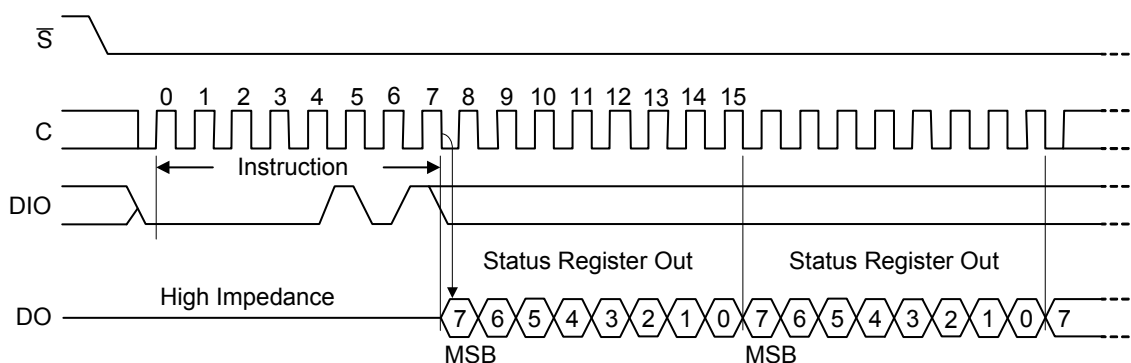 S
0 1 2 3 4 5 6 7 8 9 10 11 12 13 14 15
C
Instruction
DIO
Status Register Out Status Register Out
High Impedance
DO 7 6 5 4 3 2 1 0 7 6 5 4 3 2 1 0 7
MSB MSB